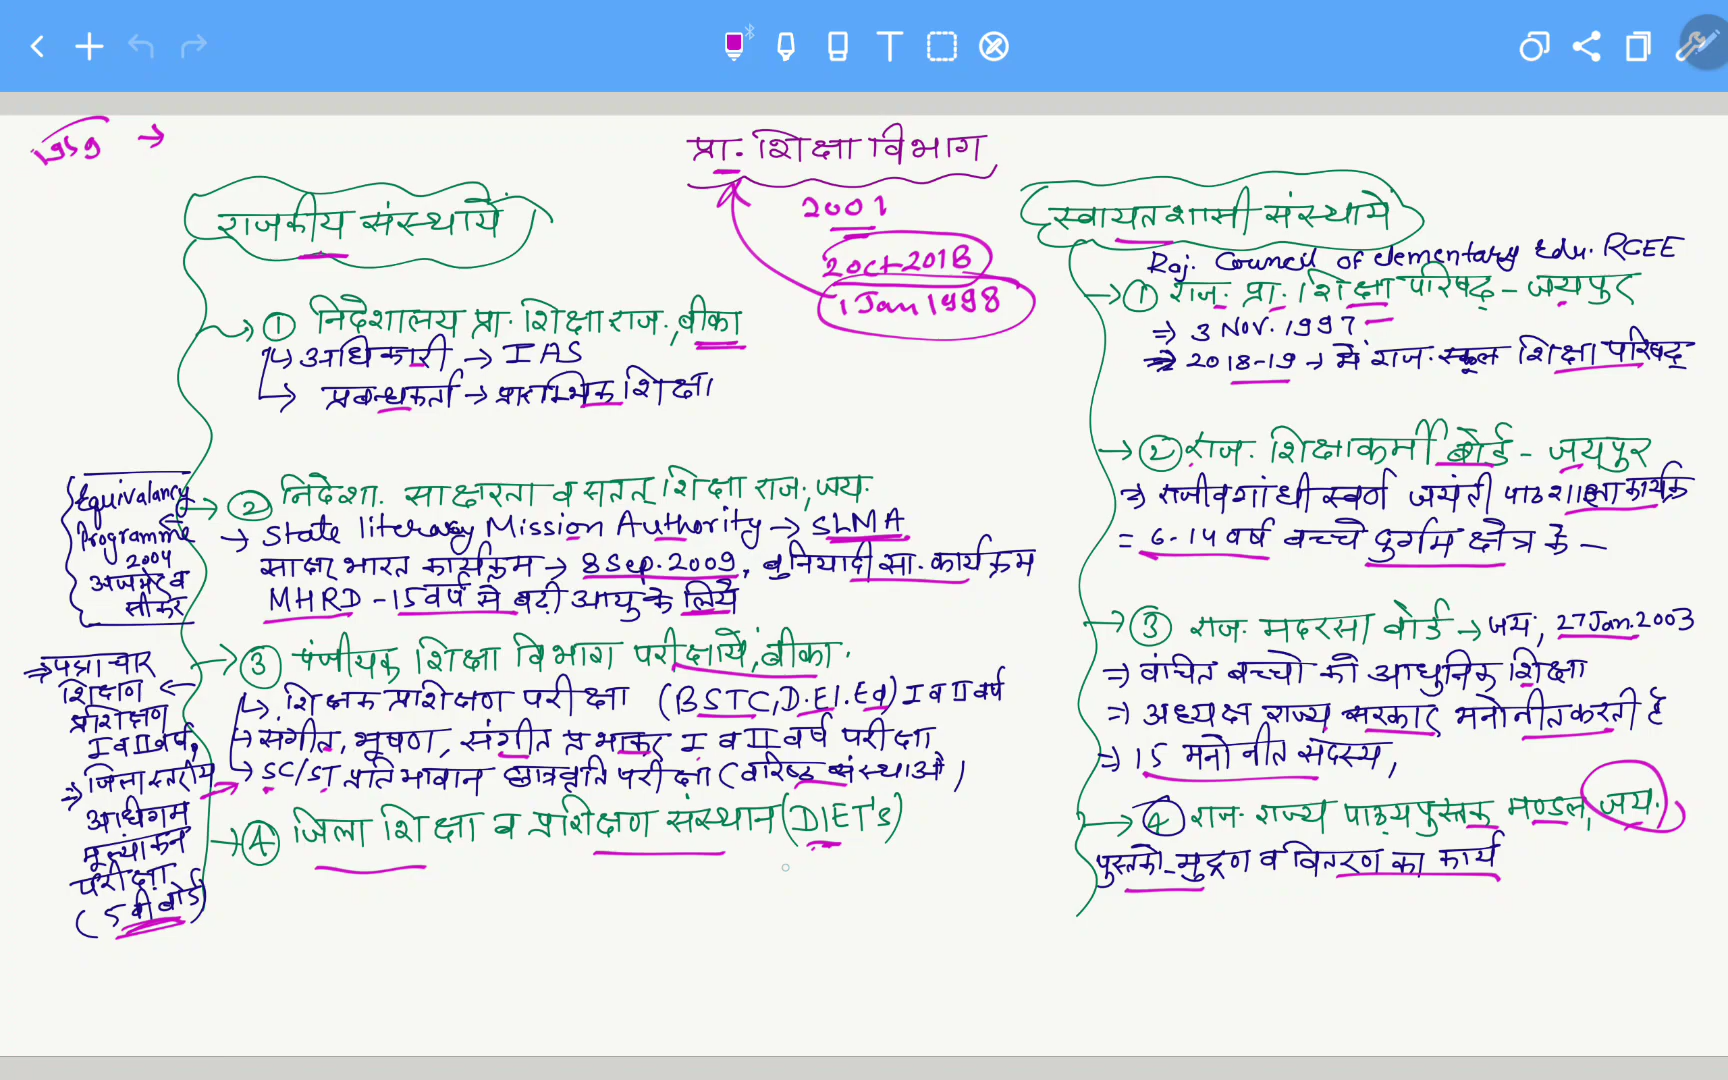 1959 →
प्रा. शिक्षा विभाग
2001
2 Oct 2018
1 Jan 1998
राजकीय संस्थायें
→ ① निदेशालय प्रा. शिक्षा राज., बीका
↳ अधिकारी → IAS
↳ प्रबन्धकर्ता → प्रारम्भिक शिक्षा
→ ② निदेशा. साक्षरता व सतत् शिक्षा राज., जय.
→ State literacy Mission Authority → SLMA
साक्षर भारत कार्यक्रम → 8 Sep. 2009, बुनियादी सा. कार्यक्रम
MHRD - 15 वर्ष से बडी आयु के लिये
Equivalancy
Programme ←
2004
अजमेर व
सीकर
→ ③ पंजीयक शिक्षा विभाग परीक्षायें, बीका.
↳ शिक्षक प्रशिक्षण परीक्षा (BSTC, D.El.Ed) I व II वर्ष
→ संगीत, भूषण, संगीत प्रभाकर I व II वर्ष परीक्षा
→ SC/ST प्रतिभावान छात्रवृति परीक्षा (वरिष्ठ संस्थाओं)
⇒ पत्राचार
शिक्षण ←
प्रशिक्षण
I व II वर्ष,
⇒ जिला स्तरीय →
अधिगम
मूल्यांकन
परीक्षा
(5वी बोर्ड)
→ ④ जिला शिक्षा व प्रशिक्षण संस्थान (DIET's)
स्वायतशासी संस्थाये
Raj. Council of elementary Edu. RCEE
→ ① राज. प्रा. शिक्षा परिषद् - जयपुर
⇒ 3 Nov. 1997
⇒ 2018-19 → मे राज. स्कूल शिक्षा परिषद्
→ ② राज. शिक्षाकर्मी बोर्ड - जयपुर
⇒ राजीव गांधी स्वर्ण जयंती पाठशाला कार्यक्र
= 6-14 वर्ष बच्चे दुर्गम क्षेत्र के -
→ ③ राज. मदरसा बोर्ड → जय, 27 Jan. 2003
⇒ वांचित बच्चो को आधुनिक शिक्षा
⇒ अध्यक्ष राज्य सरकार मनोनीत करती है
⇒ 15 मनोनीत सदस्य,
→ ④ राज. राज्य पाठ्यपुस्तक मण्डल, जय.
पुस्तको - मुद्रण व वितरण का कार्य